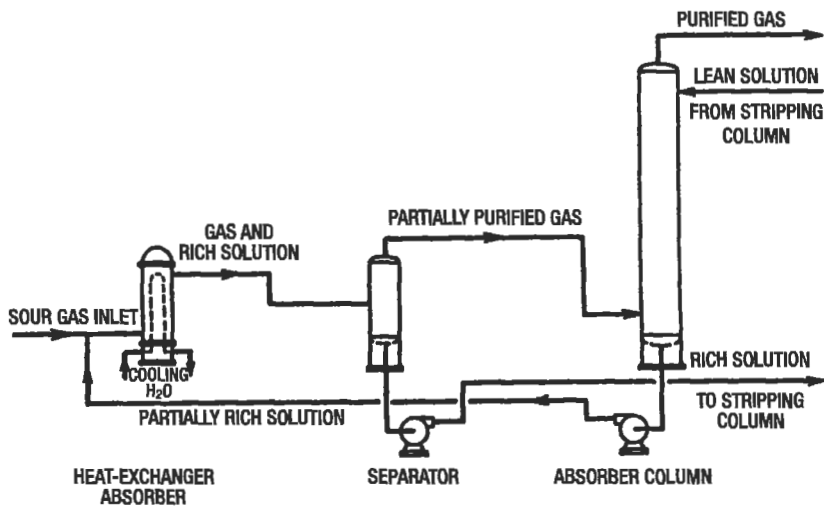 PURIFIED GAS
LEAN SOLUTION
FROM STRIPPING
COLUMN
GAS AND
RICH SOLUTION
PARTIALLY PURIFIED GAS
SOUR GAS INLET
COOLING
H₂O
RICH SOLUTION
TO STRIPPING
COLUMN
PARTIALLY RICH SOLUTION
HEAT-EXCHANGER
ABSORBER
SEPARATOR
ABSORBER COLUMN